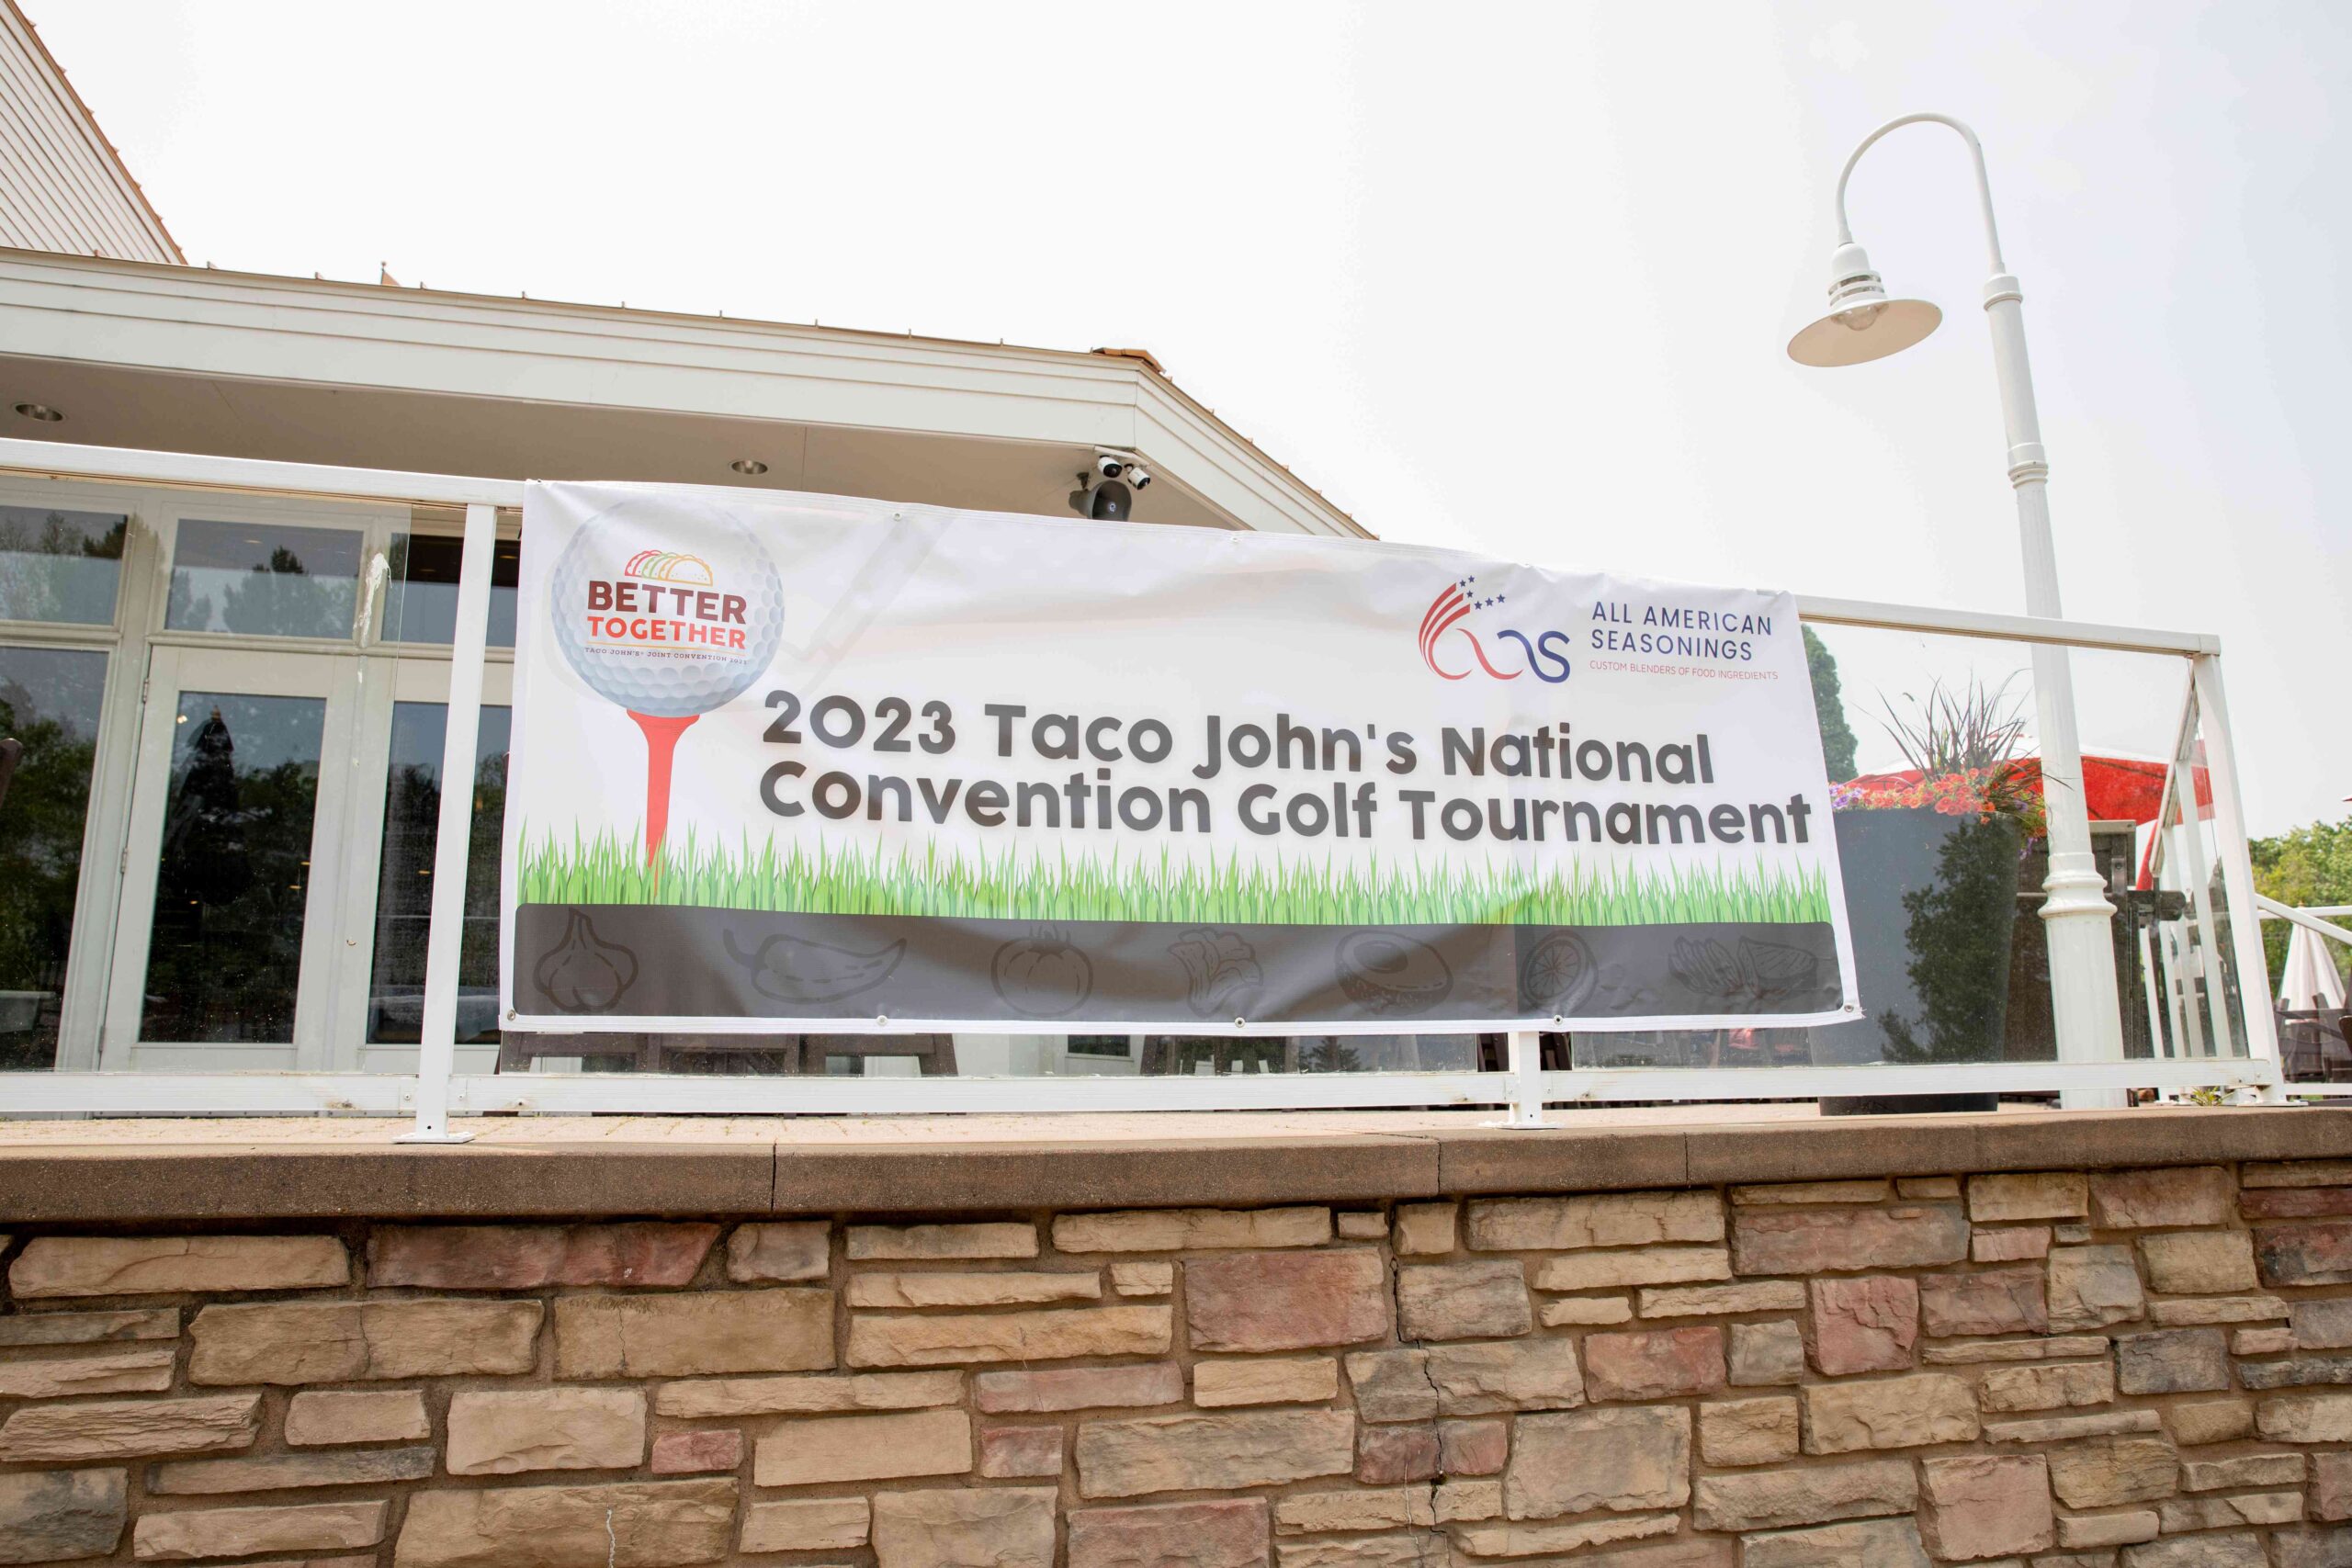 BETTER
TOGETHER
TACO JOHN'S® JOINT CONVENTION 2023
ALL AMERICAN
SEASONINGS
CUSTOM BLENDERS OF FOOD INGREDIENTS
aas
2023 Taco John's National
Convention Golf Tournament